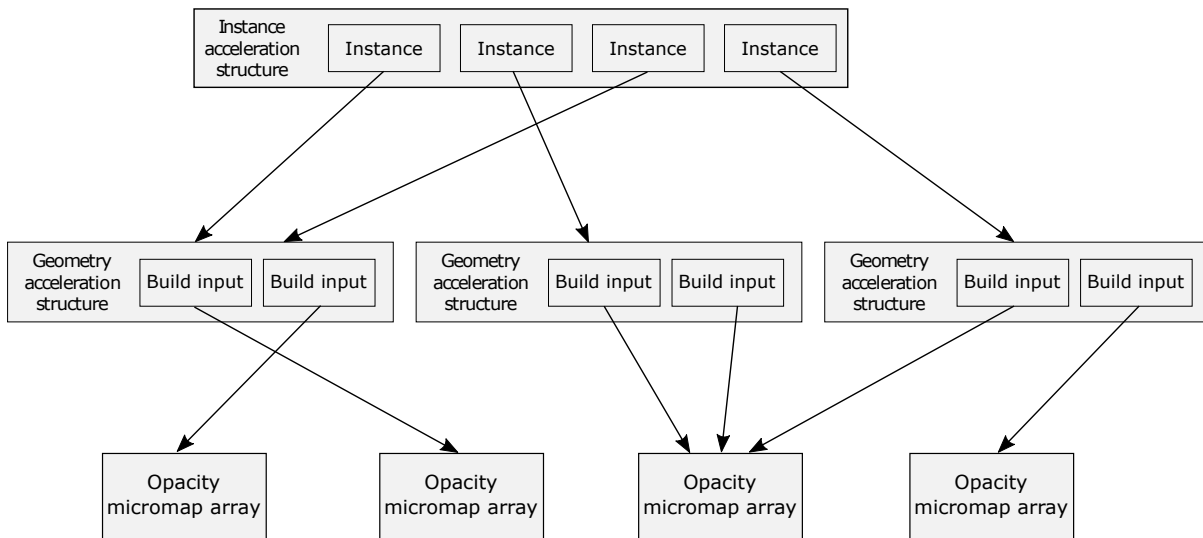 Instance
acceleration
structure
Instance
Instance
Instance
Instance
Geometry
acceleration
structure
Build input
Build input
Geometry
acceleration
structure
Build input
Build input
Geometry
acceleration
structure
Build input
Build input
Opacity
micromap array
Opacity
micromap array
Opacity
micromap array
Opacity
micromap array